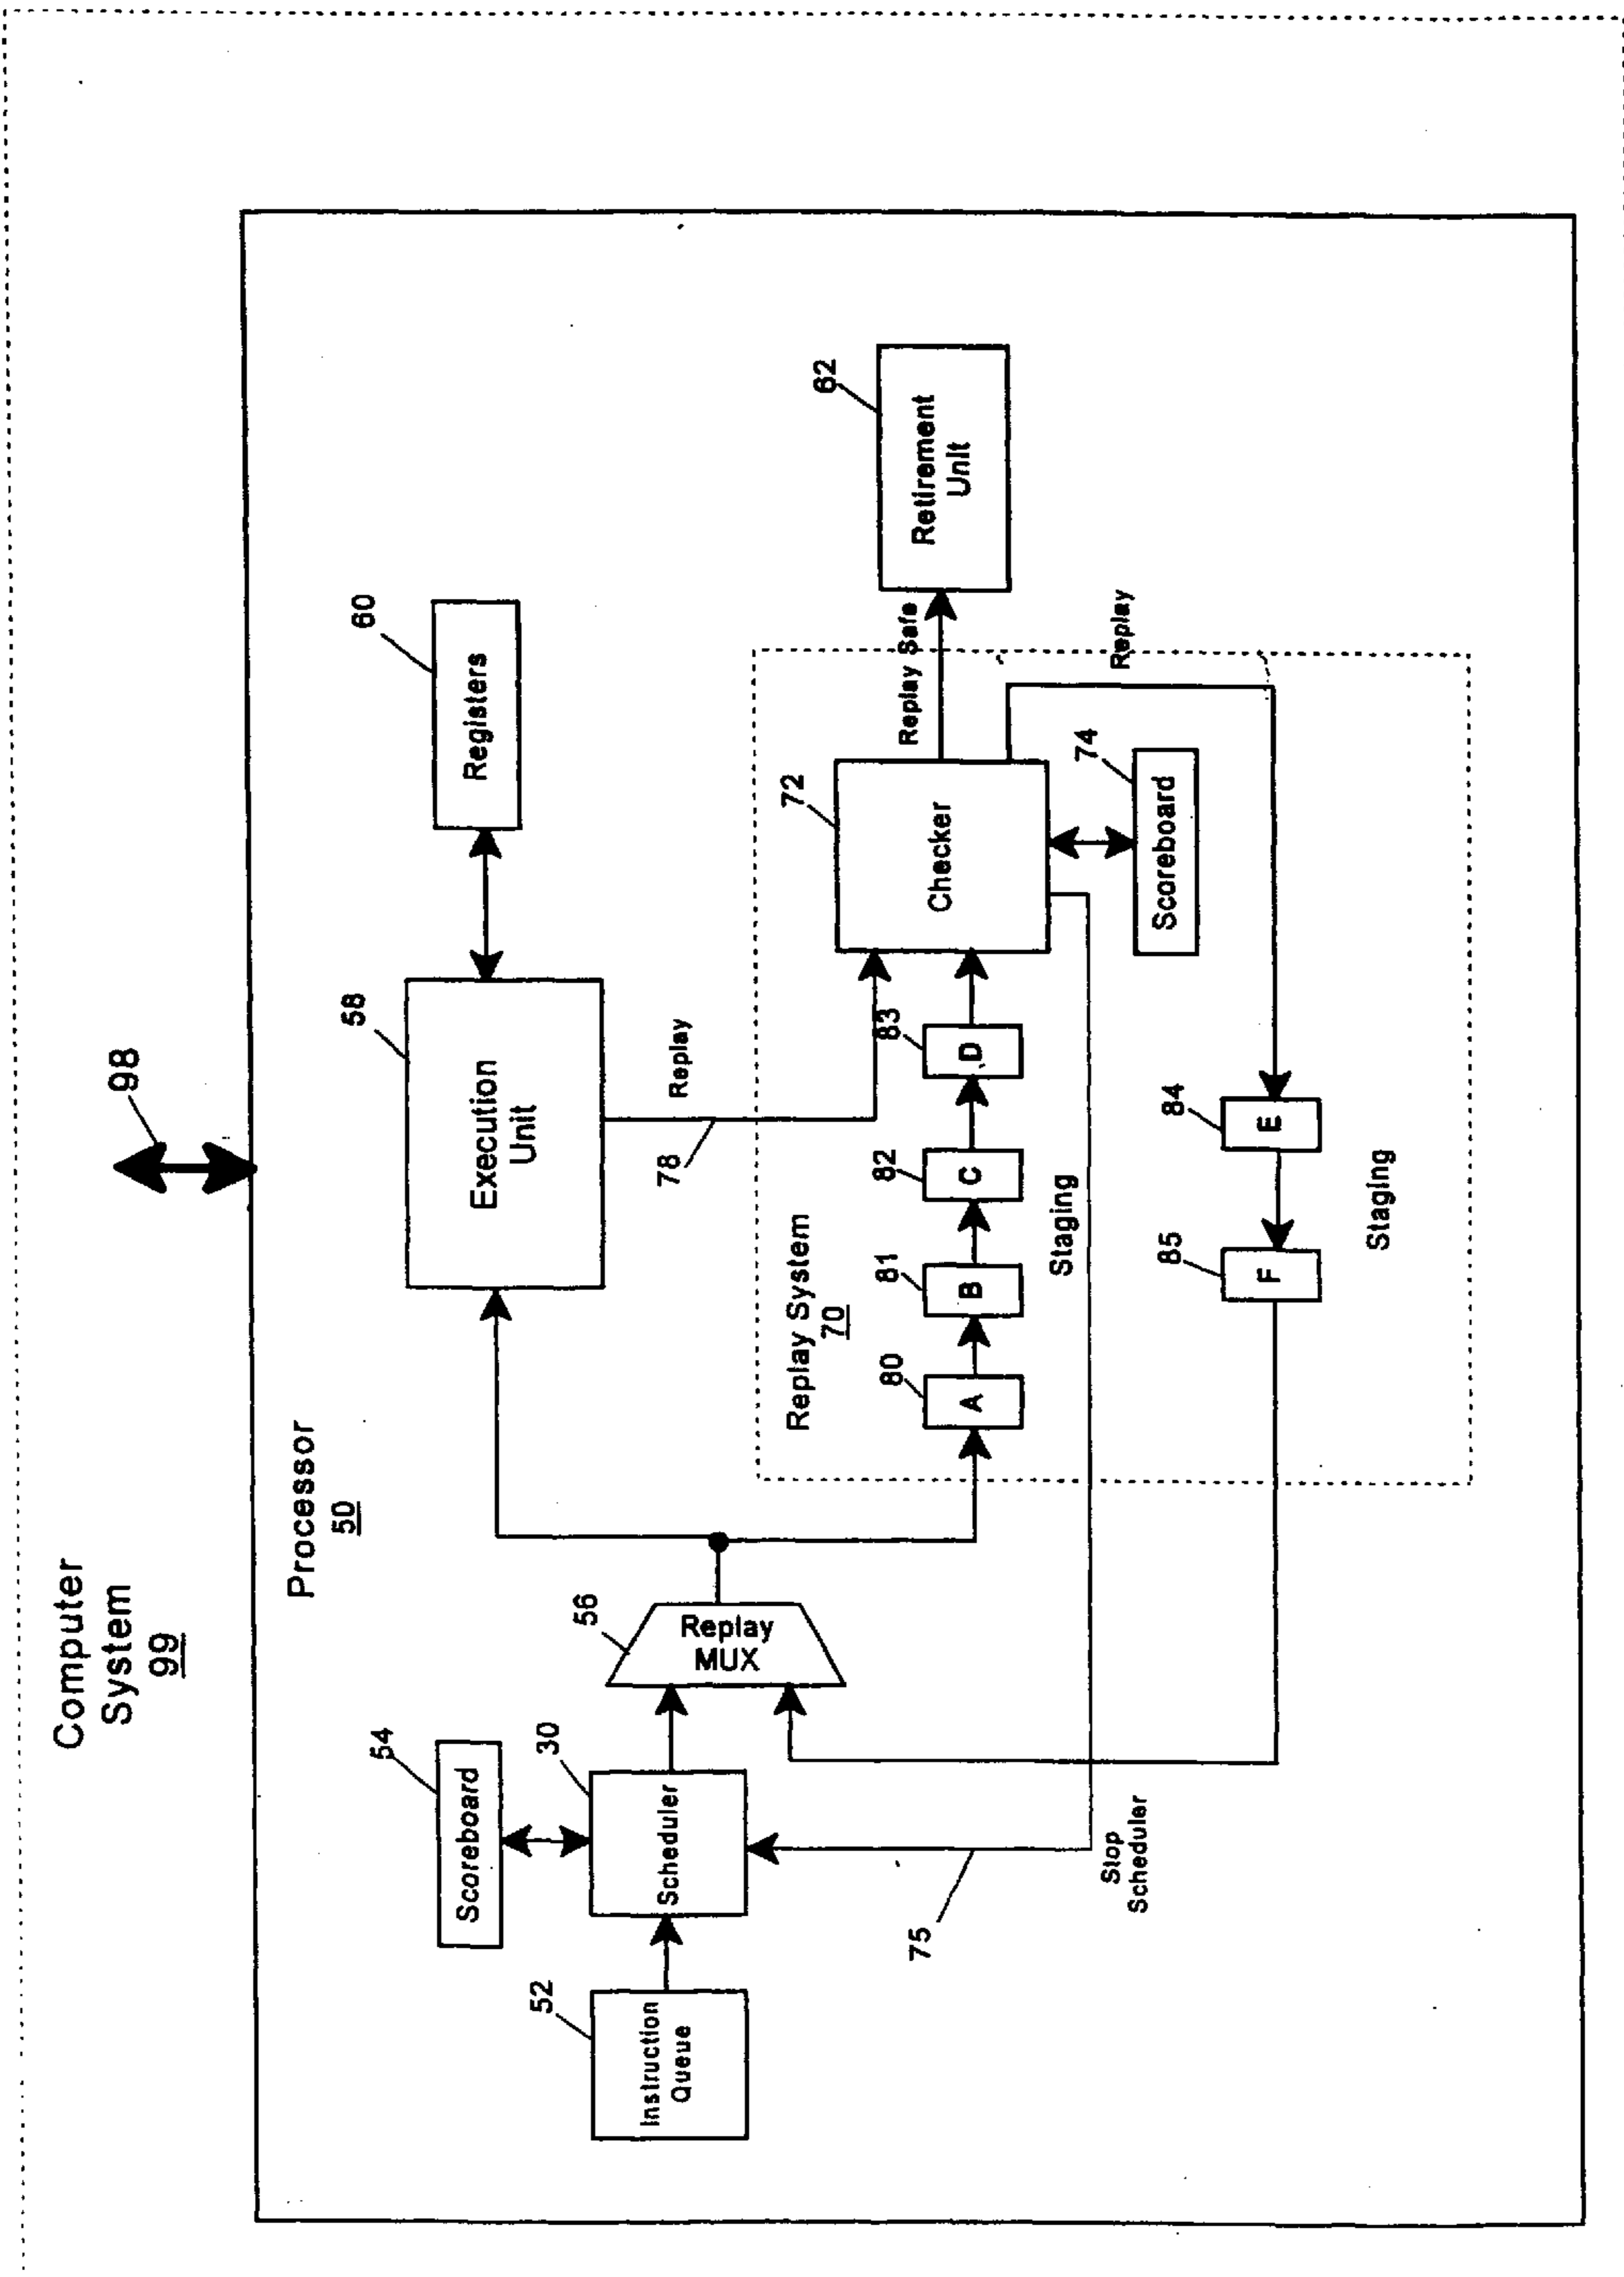 Computer
System
99
98
Processor
50
54
Scoreboard
30
Scheduler
52
Instruction
Queue
56
Replay
MUX
58
Execution
Unit
60
Registers
Replay
78
75
Stop
Scheduler
Replay System
70
80
A
81
B
82
C
83
D
Staging
72
Checker
74
Scoreboard
Replay Safe
62
Retirement
Unit
Replay
84
E
85
F
Staging